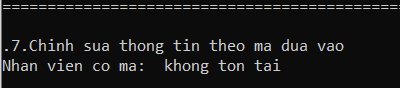 ==================================================
.7.Chinh sua thong tin theo ma dua vao
Nhan vien co ma:  khong ton tai